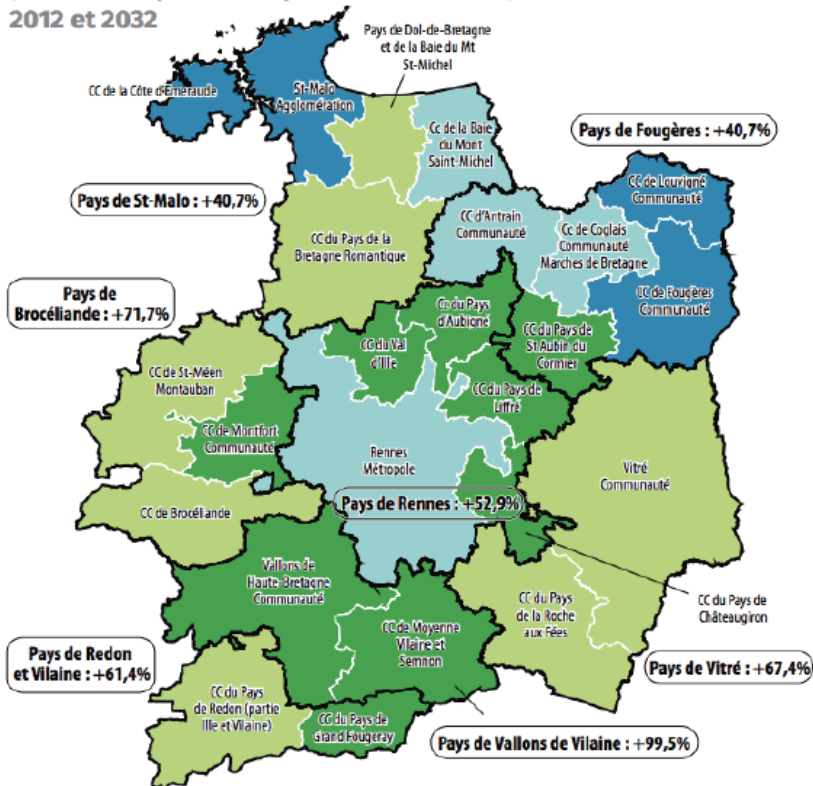 2012 et 2032
Pays de Dol-de-Bretagne
et de la Baie du Mt
St-Michel
CC de la Côte d'Emeraude
St-Malo
Agglomération
Cc de la Baie
du Mont
Saint-Michel
Pays de Fougères : +40,7%
CC de Louvigné
Communauté
Pays de St-Malo : +40,7%
CC d'Antrain
Communauté
Cc de Coglais
Communauté
Marches de Bretagne
CC du Pays de la
Bretagne Romantique
CC de Fougères
Communauté
Pays de
Brocéliande : +71,7%
Cc du Pays
d'Aubigné
CC du Pays de
St Aubin du
Cormier
CC du Val
d'Ille
CC de St-Méen
Montauban
CC du Pays de
Liffré
CC de Montfort
Communauté
Rennes
Métropole
Vitré
Communauté
Pays de Rennes : +52,9%
CC de Brocéliande
Vallons de
Haute-Bretagne
Communauté
CC du Pays
de la Roche
aux Fées
CC du Pays de
Châteaugiron
CC de Moyenne
Vilaine et
Semnon
Pays de Redon
et Vilaine : +61,4%
Pays de Vitré : +67,4%
CC du Pays
de Redon (partie
Ille et Vilaine)
CC du Pays de
Grand Fougeray
Pays de Vallons de Vilaine : +99,5%